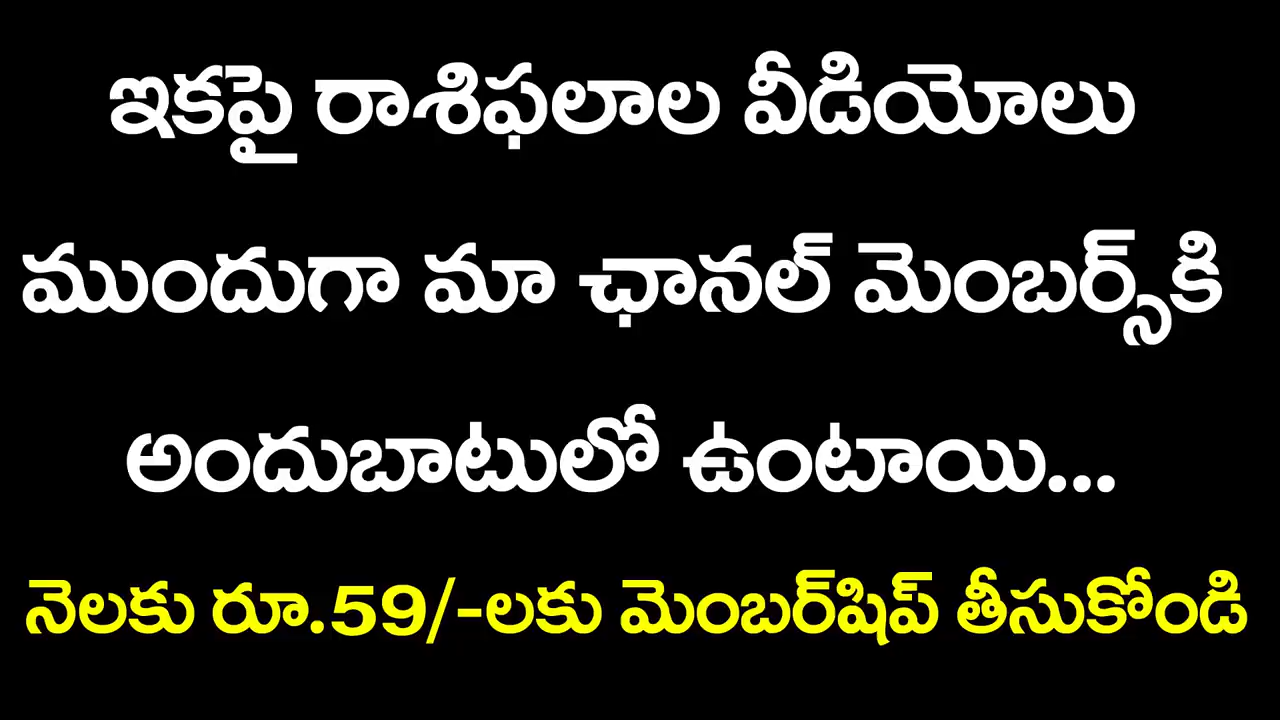 ఇకపై రాశిఫలాల వీడియోలు
ముందుగా మా ఛానల్ మెంబర్స్‌కి
అందుబాటులో ఉంటాయి...
నెలకు రూ.59/-లకు మెంబర్‌షిప్ తీసుకోండి